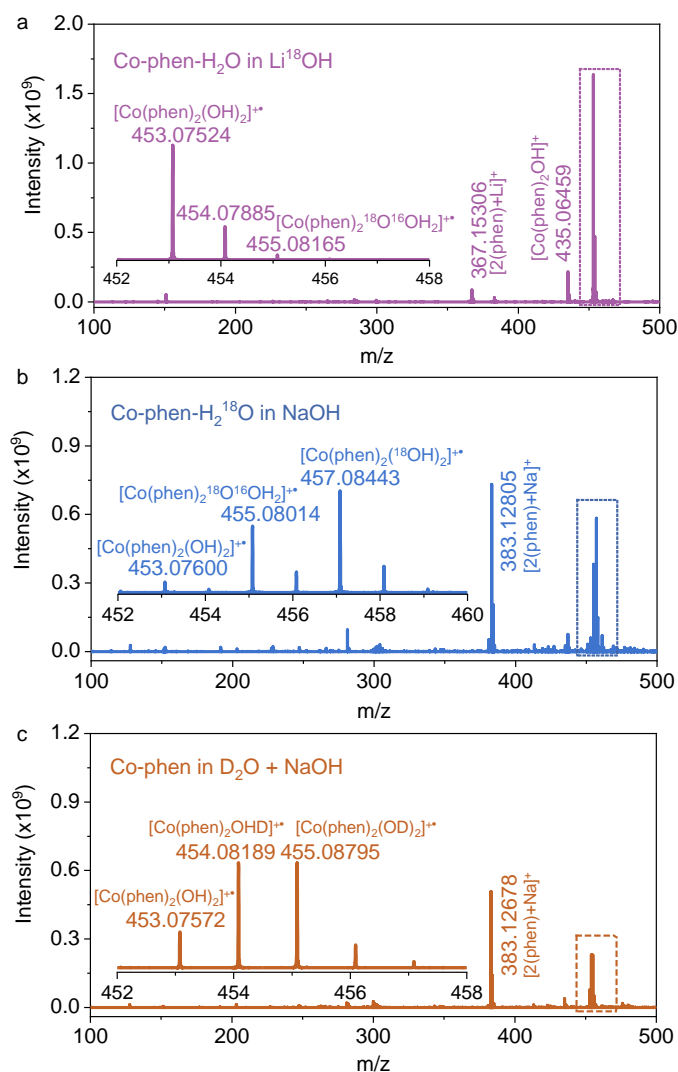 a
Co-phen-H₂O in Li¹⁸OH
[Co(phen)₂(OH)₂]⁺•
453.07524
454.07885
[Co(phen)₂¹⁸O¹⁶OH₂]⁺•
455.08165
367.15306
[2(phen)+Li]⁺
[Co(phen)₂OH]⁺
435.06459
452 454 456 458
2.0
1.5
1.0
0.5
0.0
Intensity (x10⁹)
100 200 300 400 500
m/z
b
Co-phen-H₂¹⁸O in NaOH
[Co(phen)₂(¹⁸OH)₂]⁺•
457.08443
[Co(phen)₂¹⁸O¹⁶OH₂]⁺•
455.08014
[Co(phen)₂(OH)₂]⁺•
453.07600
383.12805
[2(phen)+Na]⁺
452 454 456 458 460
1.2
0.9
0.6
0.3
0.0
Intensity (x10⁹)
100 200 300 400 500
m/z
c
Co-phen in D₂O + NaOH
[Co(phen)₂OHD]⁺• [Co(phen)₂(OD)₂]⁺•
454.08189 455.08795
[Co(phen)₂(OH)₂]⁺•
453.07572
383.12678
[2(phen)+Na]⁺
452 454 456 458
1.2
0.9
0.6
0.3
0.0
Intensity (x10⁹)
100 200 300 400 500
m/z